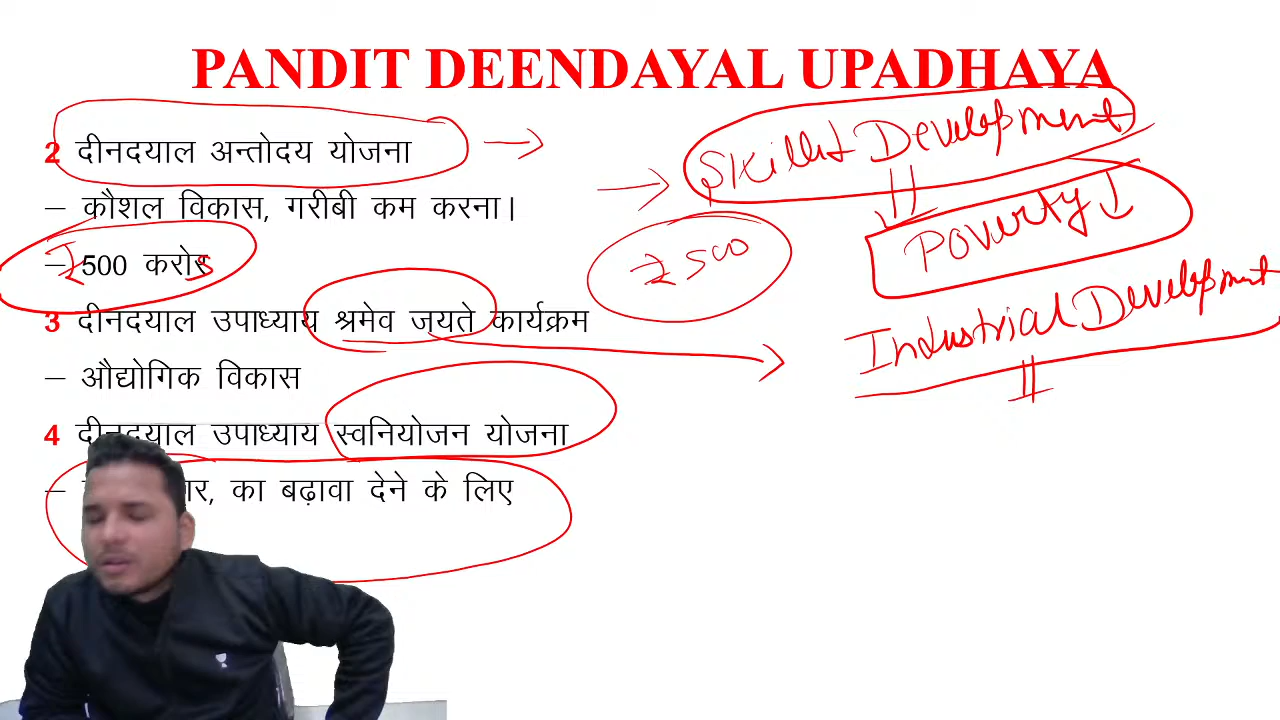 PANDIT DEENDAYAL UPADHAYA
2 दीनदयाल अन्तोदय योजना
– कौशल विकास, गरीबी कम करना।
– ₹500 करोड़
3 दीनदयाल उपाध्याय श्रमेव जयते कार्यक्रम
– औद्योगिक विकास
4 दीनदयाल उपाध्याय स्वनियोजन योजना
– का बढ़ावा देने के लिए
Skilled Development
Poverty ↓
₹ 500
Industrial Development